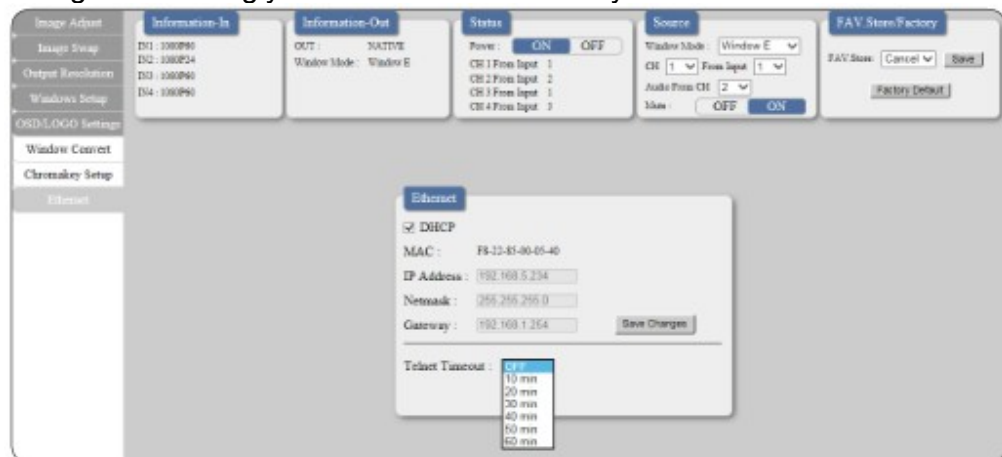 Image Adjust
Image Swap
Output Resolution
Windows Setup
OSD/LOGO Settings
Window Convert
Chromakey Setup
Ethernet
Information-In
IN1 : 1080P60
IN2 : 1080P24
IN3 : 1080P60
IN4 : 1080P60
Information-Out
OUT : NATIVE
Window Mode : Window E
Status
Power : ON OFF
CH 1 From Input 1
CH 2 From Input 2
CH 3 From Input 1
CH 4 From Input 3
Source
Window Mode : Window E
CH 1 From Input 1
Audio From CH 2
Mute : OFF ON
FAV.Store/Factory
FAV.Store: Cancel Save
Factory Default
Ethernet
DHCP
MAC : F8-22-85-00-05-40
IP Address : 192.168.5.234
Netmask : 255.255.255.0
Gateway : 192.168.1.254 Save Changes
Telnet Timeout : OFF
10 min
20 min
30 min
40 min
50 min
60 min